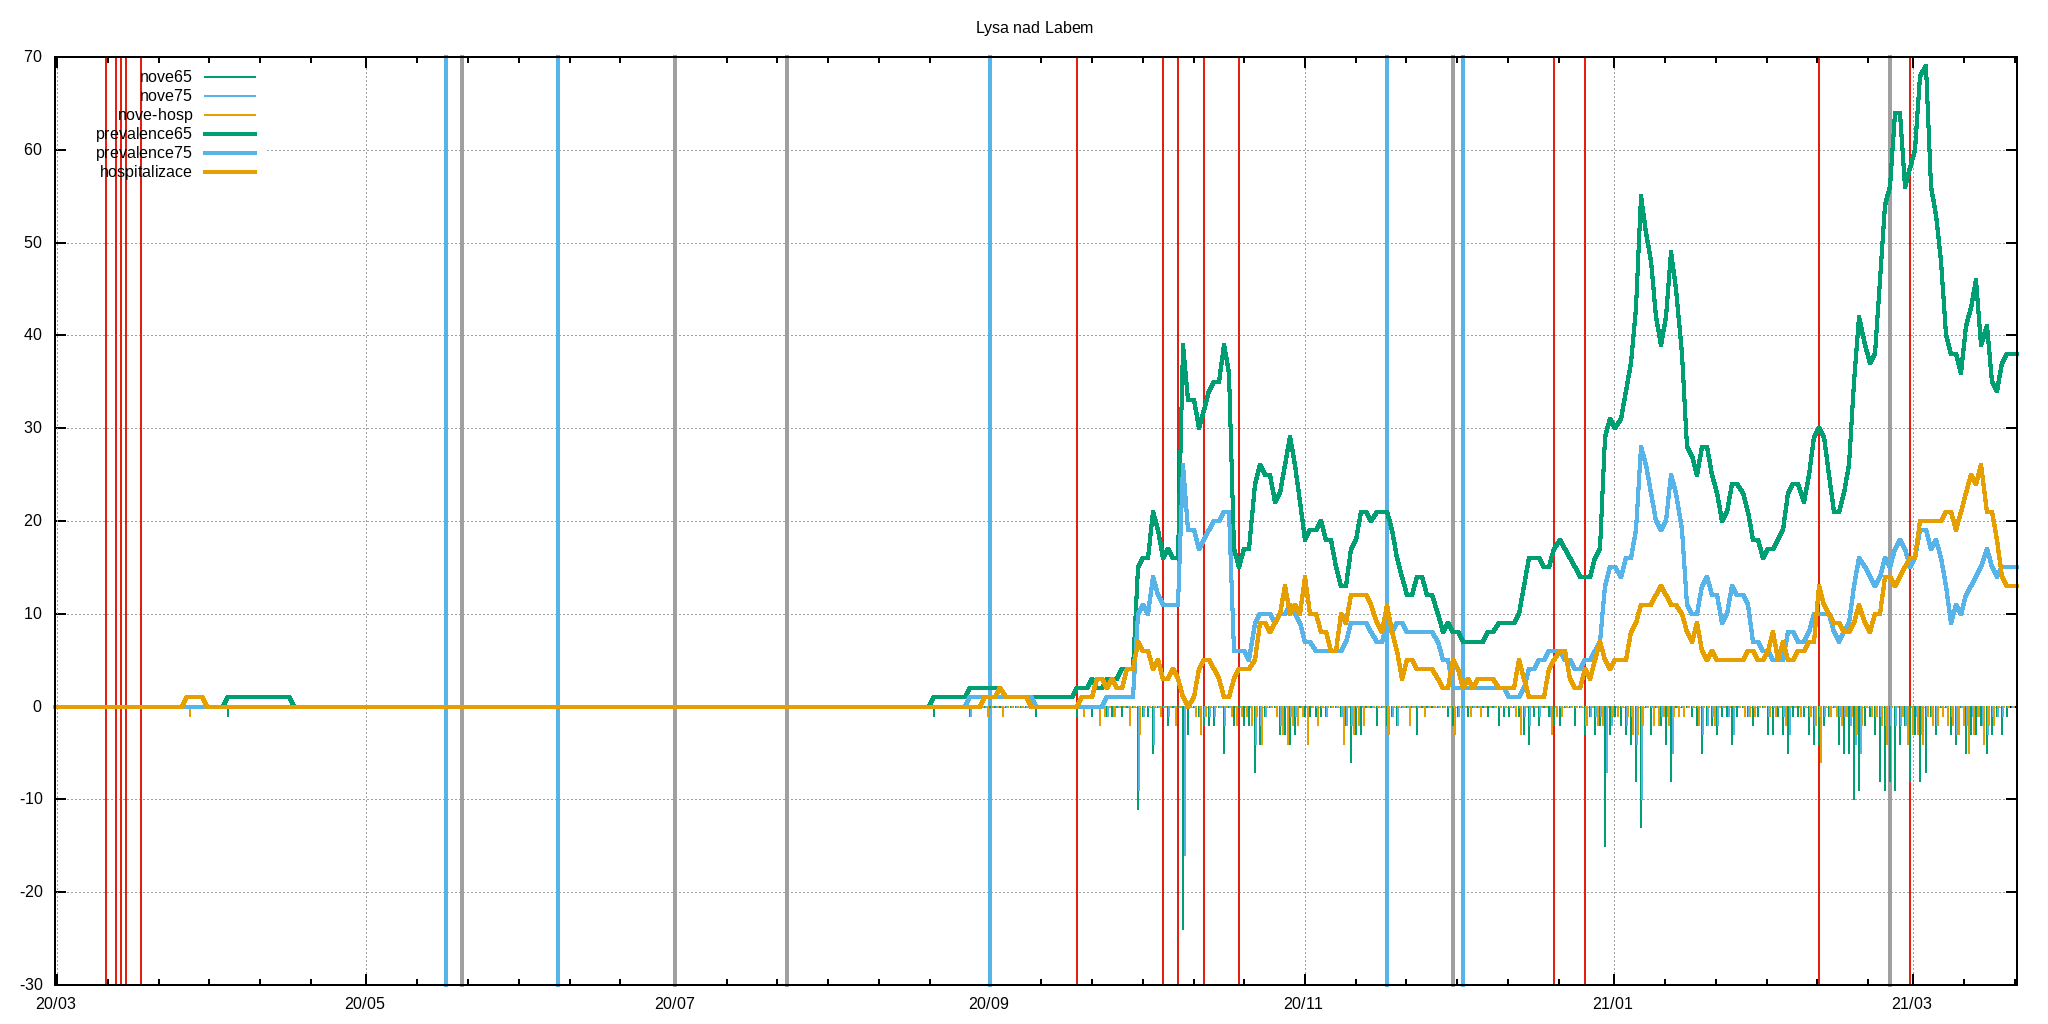 Lysa nad Labem
70
60
50
40
30
20
10
0
-10
-20
-30
nove65
nove75
nove-hosp
prevalence65
prevalence75
hospitalizace
20/03 20/05 20/07 20/09 20/11 21/01 21/03